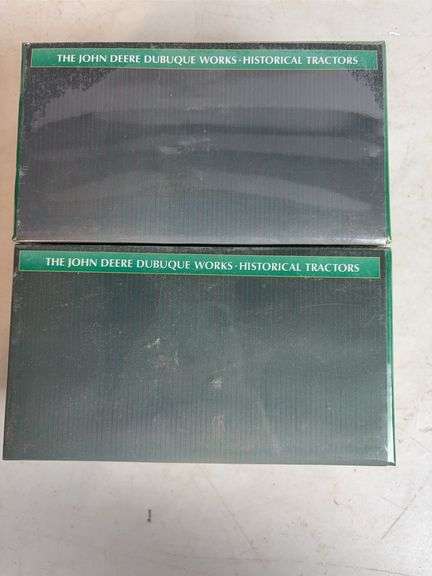 THE JOHN DEERE DUBUQUE WORKS · HISTORICAL TRACTORS
THE JOHN DEERE DUBUQUE WORKS · HISTORICAL TRACTORS